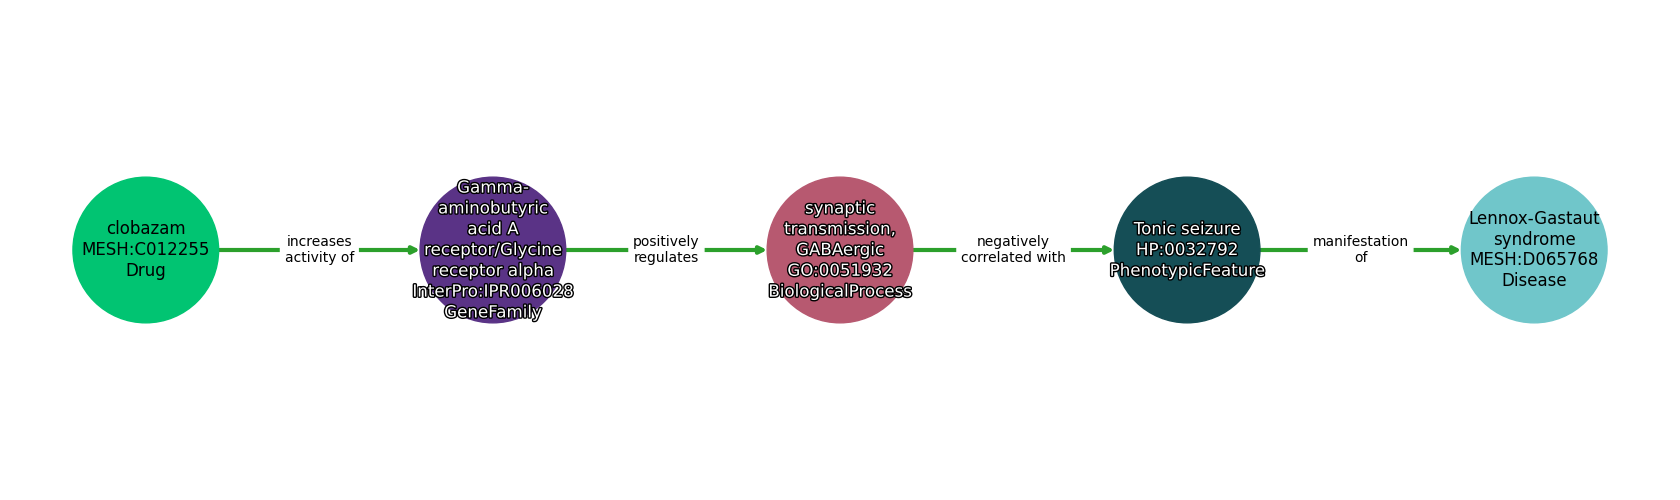 clobazam
MESH:C012255
Drug
increases
activity of
Gamma-
aminobutyric
acid A
receptor/Glycine
receptor alpha
InterPro:IPR006028
GeneFamily
positively
regulates
synaptic
transmission,
GABAergic
GO:0051932
BiologicalProcess
negatively
correlated with
Tonic seizure
HP:0032792
PhenotypicFeature
manifestation
of
Lennox-Gastaut
syndrome
MESH:D065768
Disease